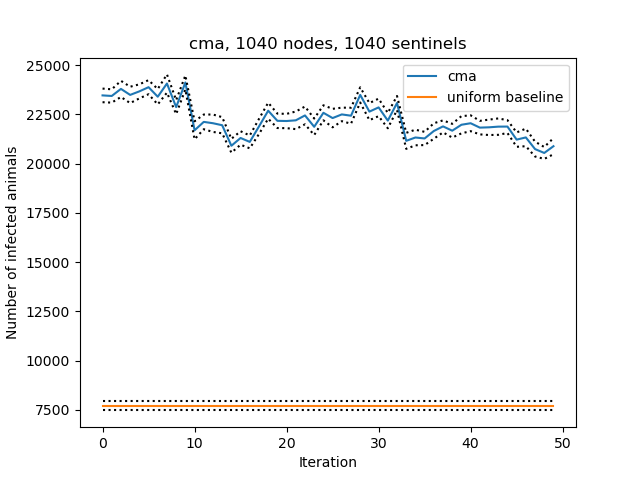 cma, 1040 nodes, 1040 sentinels
cma
uniform baseline
Number of infected animals
25000
22500
20000
17500
15000
12500
10000
7500
0 10 20 30 40 50
Iteration